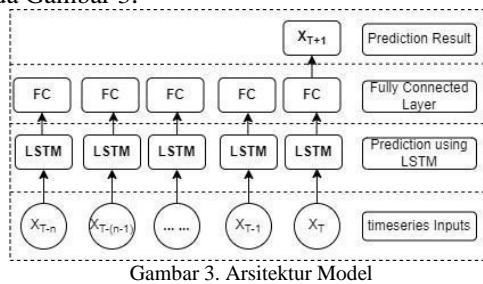 da Gambar 3.
X_{T+1} Prediction Result
FC FC FC FC FC Fully Connected
Layer
LSTM LSTM LSTM LSTM LSTM Prediction using
LSTM
X_{T-n} X_{T-(n-1)} ... ... X_{T-1} X_T timeseries Inputs
Gambar 3. Arsitektur Model